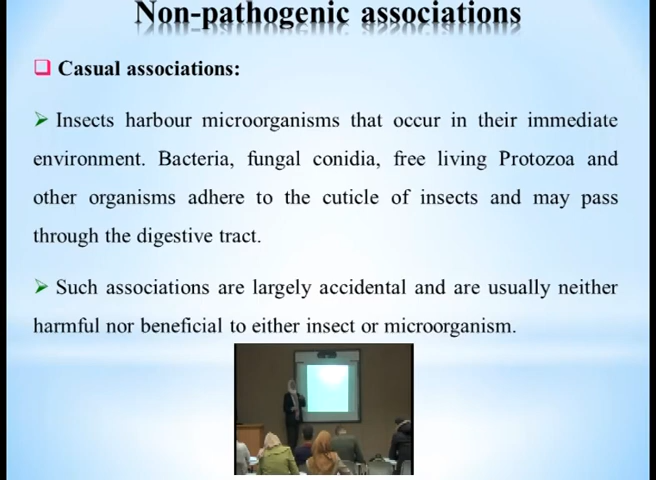 Non-pathogenic associations
Casual associations:
Insects harbour microorganisms that occur in their immediate
environment. Bacteria, fungal conidia, free living Protozoa and
other organisms adhere to the cuticle of insects and may pass
through the digestive tract.
Such associations are largely accidental and are usually neither
harmful nor beneficial to either insect or microorganism.